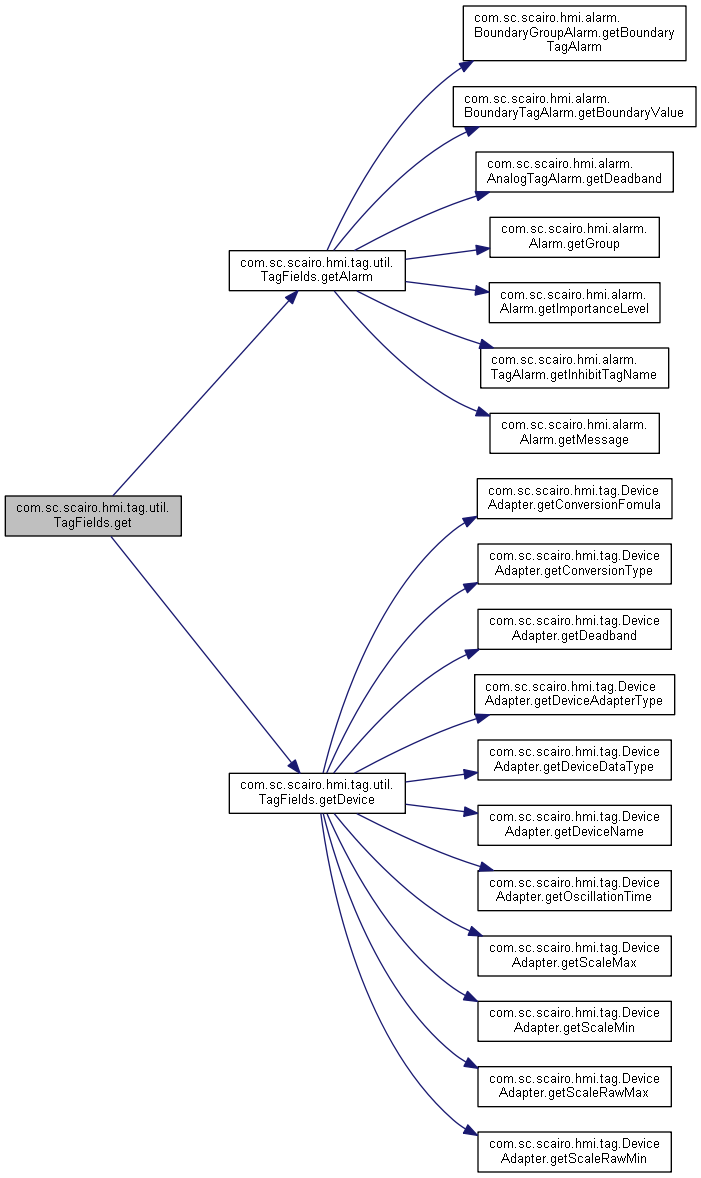 com.sc.scairo.hmi.alarm.
BoundaryGroupAlarm.getBoundary
TagAlarm
com.sc.scairo.hmi.alarm.
BoundaryTagAlarm.getBoundaryValue
com.sc.scairo.hmi.alarm.
AnalogTagAlarm.getDeadband
com.sc.scairo.hmi.alarm.
Alarm.getGroup
com.sc.scairo.hmi.tag.util.
TagFields.getAlarm
com.sc.scairo.hmi.alarm.
Alarm.getImportanceLevel
com.sc.scairo.hmi.alarm.
TagAlarm.getInhibitTagName
com.sc.scairo.hmi.alarm.
Alarm.getMessage
com.sc.scairo.hmi.tag.util.
TagFields.get
com.sc.scairo.hmi.tag.Device
Adapter.getConversionFomula
com.sc.scairo.hmi.tag.Device
Adapter.getConversionType
com.sc.scairo.hmi.tag.Device
Adapter.getDeadband
com.sc.scairo.hmi.tag.Device
Adapter.getDeviceAdapterType
com.sc.scairo.hmi.tag.Device
Adapter.getDeviceDataType
com.sc.scairo.hmi.tag.util.
TagFields.getDevice
com.sc.scairo.hmi.tag.Device
Adapter.getDeviceName
com.sc.scairo.hmi.tag.Device
Adapter.getOscillationTime
com.sc.scairo.hmi.tag.Device
Adapter.getScaleMax
com.sc.scairo.hmi.tag.Device
Adapter.getScaleMin
com.sc.scairo.hmi.tag.Device
Adapter.getScaleRawMax
com.sc.scairo.hmi.tag.Device
Adapter.getScaleRawMin